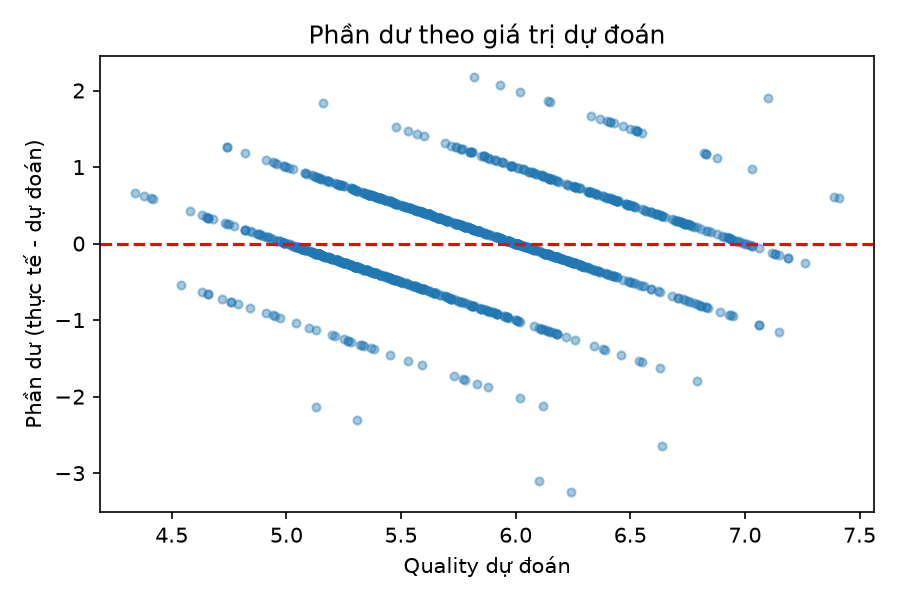 Phần dư theo giá trị dự đoán
Phần dư (thực tế - dự đoán)
2
1
0
−1
−2
−3
4.5 5.0 5.5 6.0 6.5 7.0 7.5
Quality dự đoán